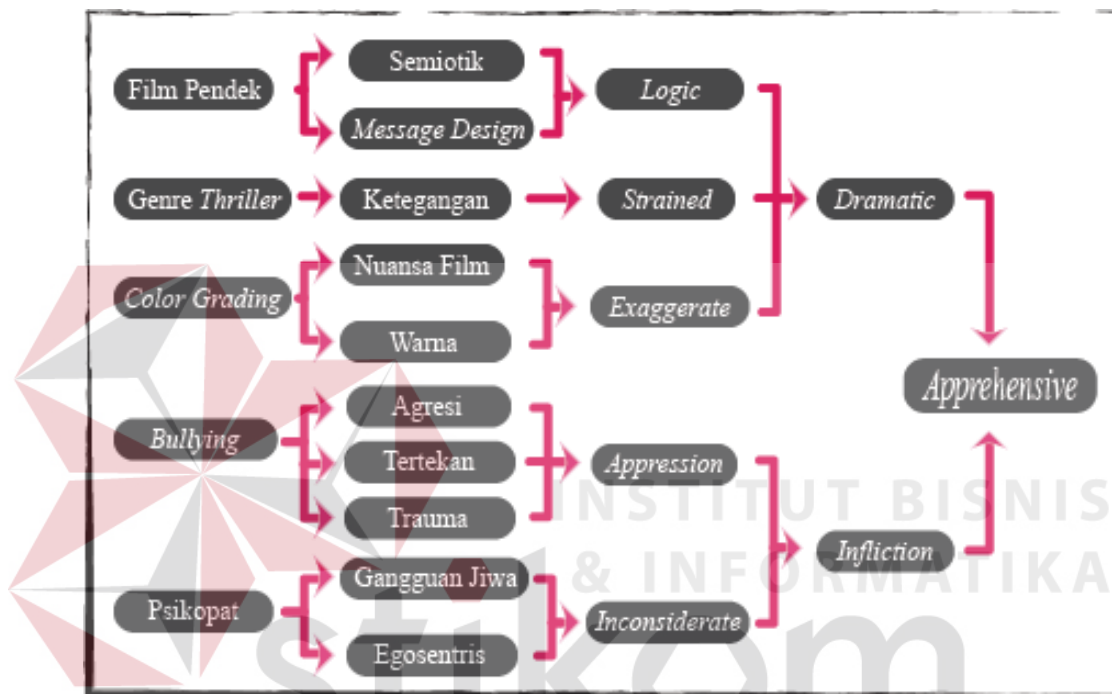 Film Pendek
Semiotik
Message Design
Logic
Genre Thriller
Ketegangan
Strained
Dramatic
Color Grading
Nuansa Film
Warna
Exaggerate
Apprehensive
Bullying
Agresi
Tertekan
Trauma
Appression
Infliction
Psikopat
Gangguan Jiwa
Egosentris
Inconsiderate
INSTITUT BISNIS
& INFORMATIKA
stikom